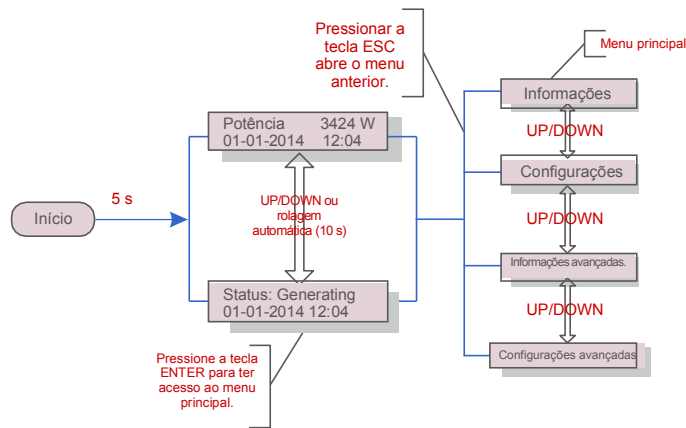 Pressionar a
tecla ESC
abre o menu
anterior.
Menu principal
Informações
UP/DOWN
Configurações
UP/DOWN
Informações avançadas.
UP/DOWN
Configurações avançadas
Potência 3424 W
01-01-2014 12:04
UP/DOWN ou
rolagem
automática (10 s)
Status: Generating
01-01-2014 12:04
Início
5 s
Pressione a tecla
ENTER para ter
acesso ao menu
principal.